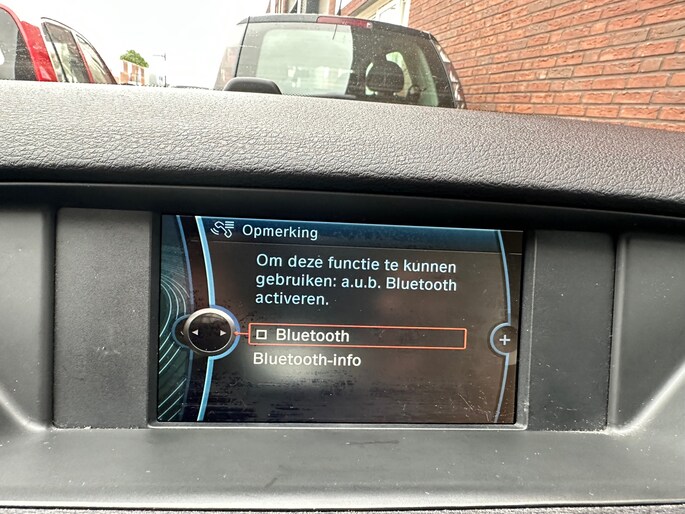 Opmerking
Om deze functie te kunnen
gebruiken: a.u.b. Bluetooth
activeren.
Bluetooth
Bluetooth-info